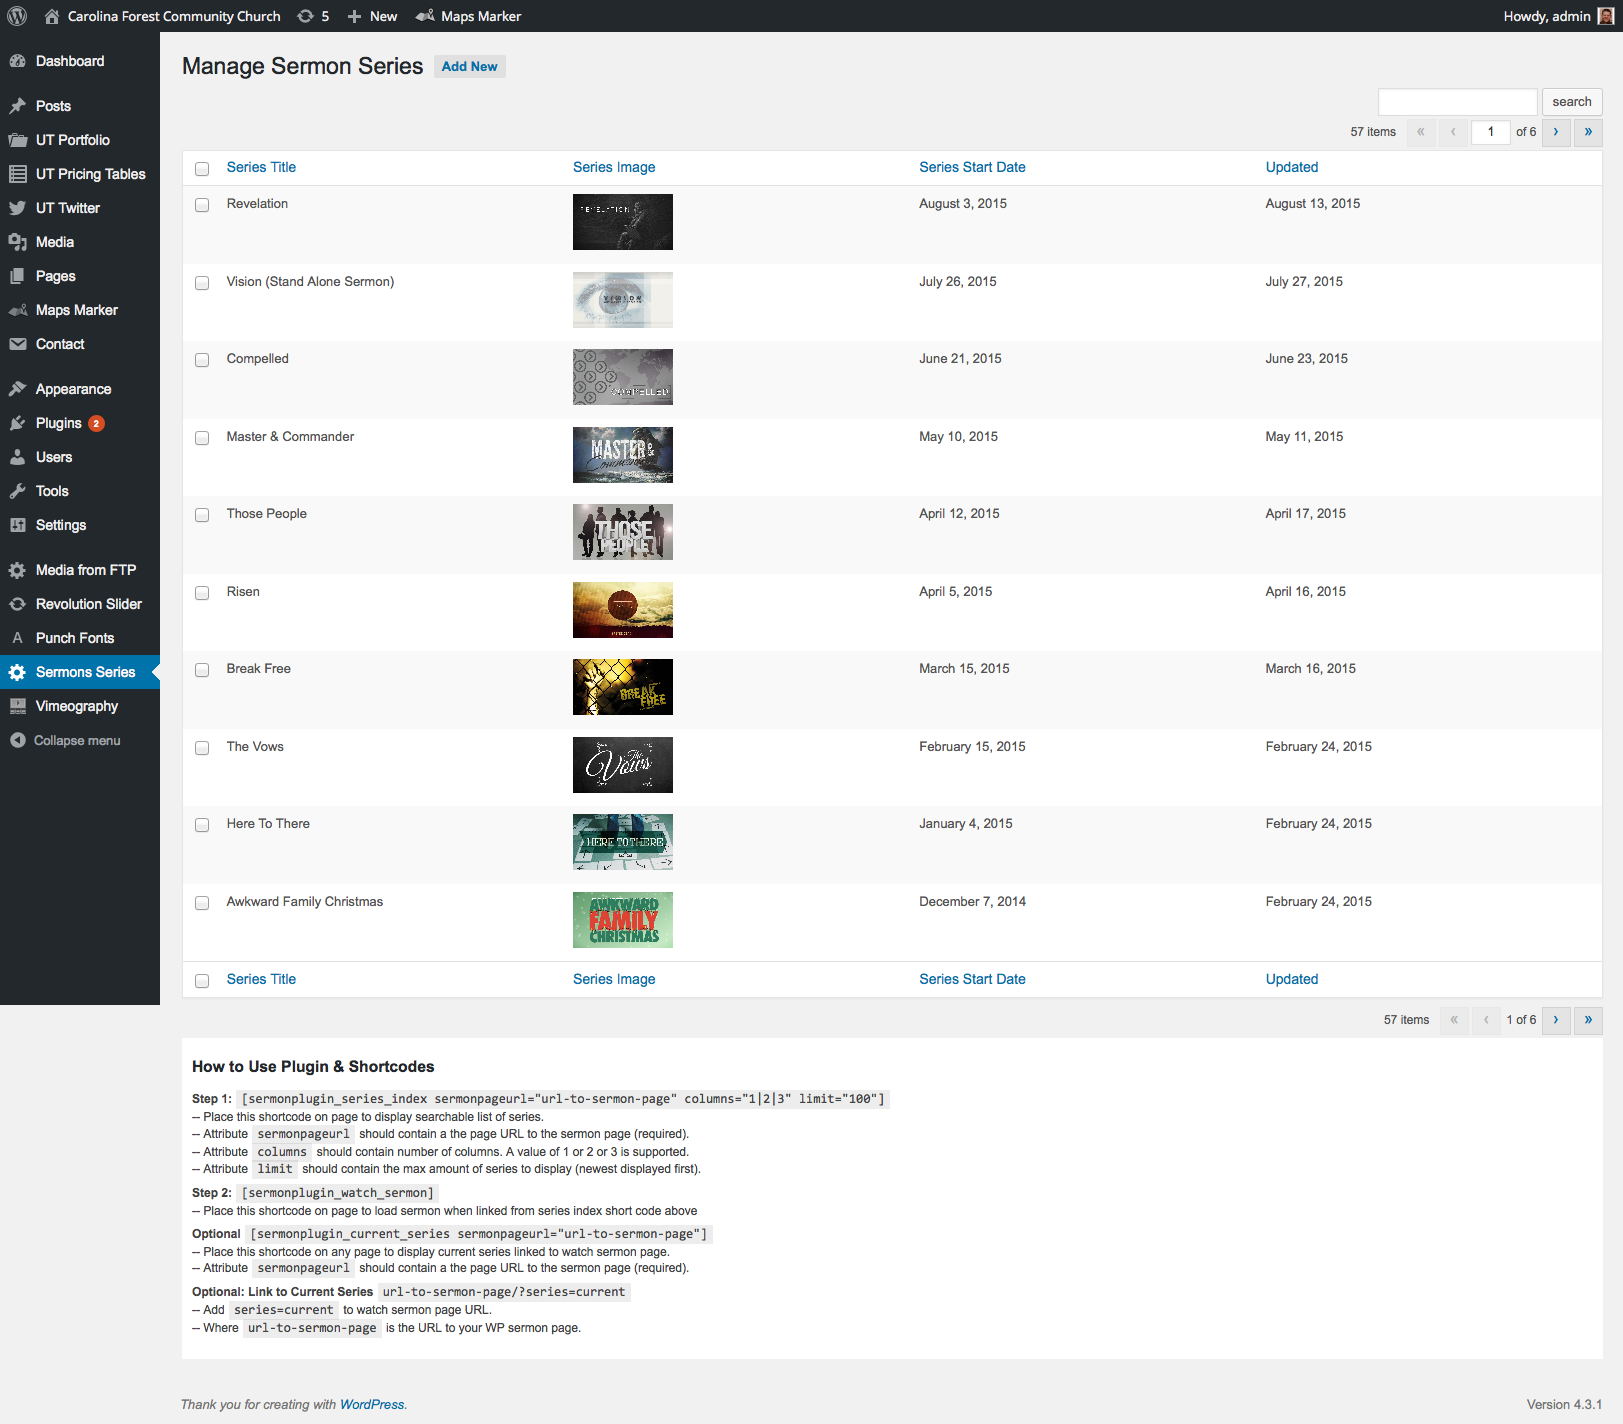 Carolina Forest Community Church 5 New Maps Marker Howdy, admin
Dashboard
Posts
UT Portfolio
UT Pricing Tables
UT Twitter
Media
Pages
Maps Marker
Contact
Appearance
Plugins 2
Users
Tools
Settings
Media from FTP
Revolution Slider
Punch Fonts
Sermons Series
Vimeography
Collapse menu
Manage Sermon Series Add New
search
57 items « ‹ 1 of 6 › »
Series Title Series Image Series Start Date Updated
Revelation REVELATION August 3, 2015 August 13, 2015
Vision (Stand Alone Sermon) VISION July 26, 2015 July 27, 2015
Compelled COMPELLED June 21, 2015 June 23, 2015
Master & Commander MASTER & Commander May 10, 2015 May 11, 2015
Those People THOSE PEOPLE April 12, 2015 April 17, 2015
Risen April 5, 2015 April 16, 2015
Break Free BREAK FREE March 15, 2015 March 16, 2015
The Vows The Vows February 15, 2015 February 24, 2015
Here To There HERE TO THERE January 4, 2015 February 24, 2015
Awkward Family Christmas AWKWARD FAMILY CHRISTMAS December 7, 2014 February 24, 2015
Series Title Series Image Series Start Date Updated
57 items « ‹ 1 of 6 › »
How to Use Plugin & Shortcodes
Step 1: [sermonplugin_series_index sermonpageurl="url-to-sermon-page" columns="1|2|3" limit="100"]
-- Place this shortcode on page to display searchable list of series.
-- Attribute sermonpageurl should contain a the page URL to the sermon page (required).
-- Attribute columns should contain number of columns. A value of 1 or 2 or 3 is supported.
-- Attribute limit should contain the max amount of series to display (newest displayed first).
Step 2: [sermonplugin_watch_sermon]
-- Place this shortcode on page to load sermon when linked from series index short code above
Optional [sermonplugin_current_series sermonpageurl="url-to-sermon-page"]
-- Place this shortcode on any page to display current series linked to watch sermon page.
-- Attribute sermonpageurl should contain a the page URL to the sermon page (required).
Optional: Link to Current Series url-to-sermon-page/?series=current
-- Add series=current to watch sermon page URL.
-- Where url-to-sermon-page is the URL to your WP sermon page.
Thank you for creating with WordPress. Version 4.3.1